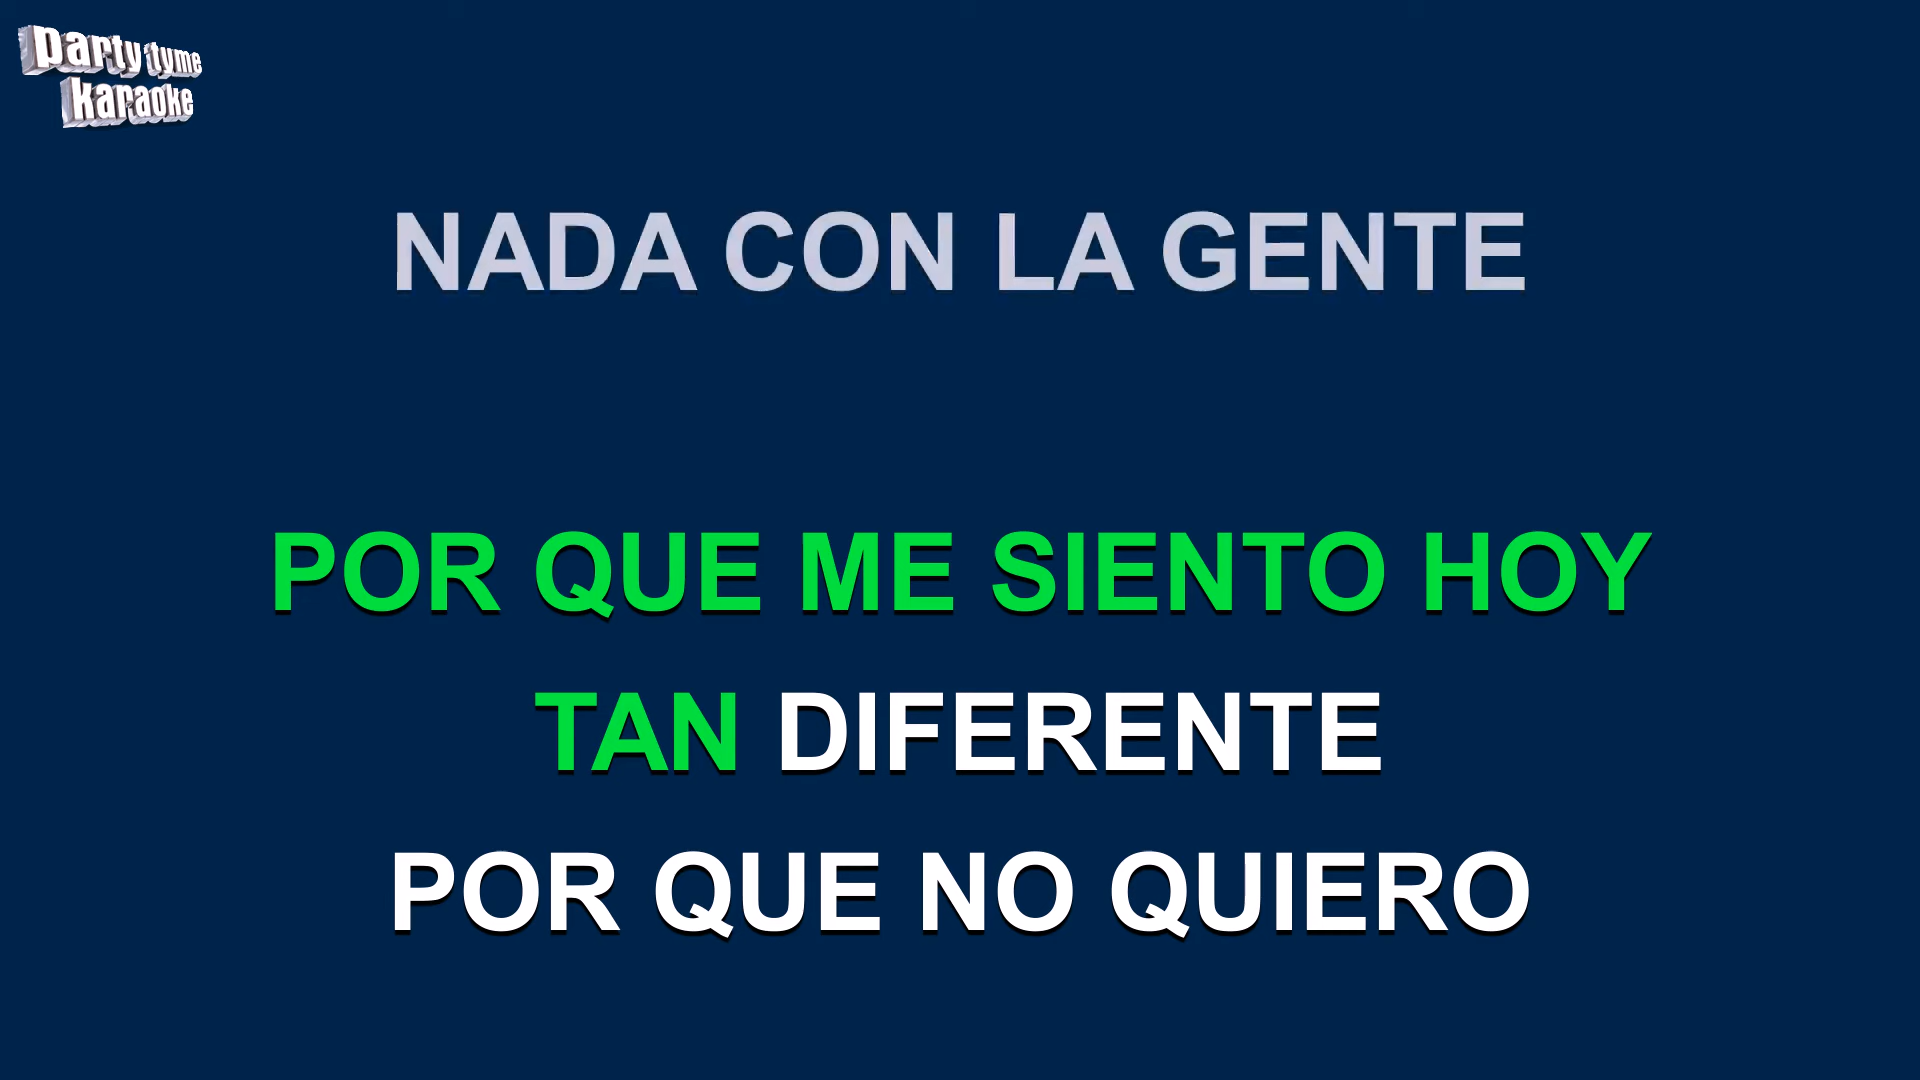 party tyme
karaoke
NADA CON LA GENTE
POR QUE ME SIENTO HOY
TAN DIFERENTE
POR QUE NO QUIERO